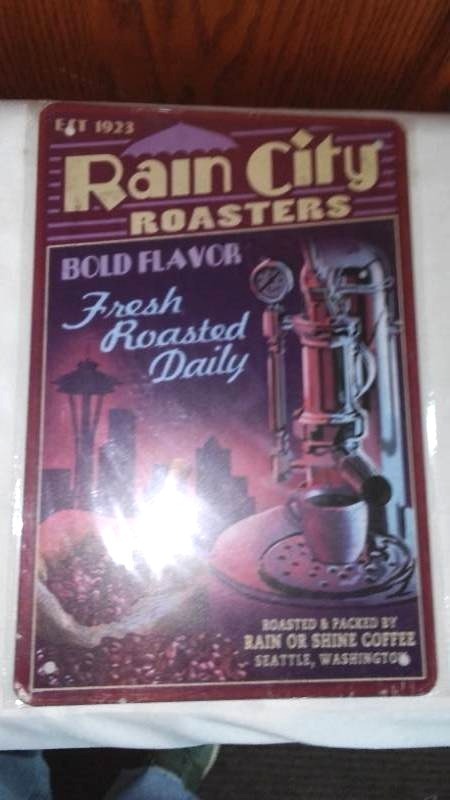 EST 1923
Rain City
ROASTERS
BOLD FLAVOR
Fresh
Roasted
Daily
ROASTED & PACKED BY
RAIN OR SHINE COFFEE
SEATTLE, WASHINGTON